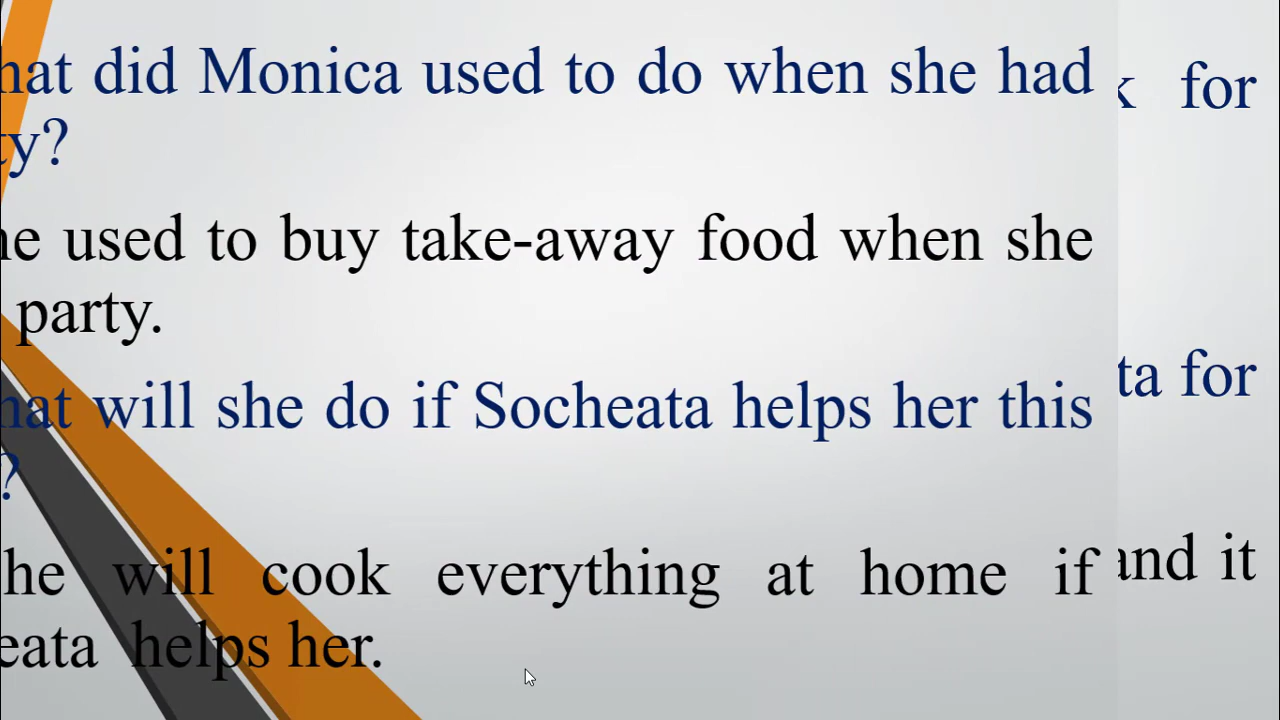 hat did Monica used to do when she had
ty?
he used to buy take-away food when she
party.
hat will she do if Socheata helps her this
?
he will cook everything at home if
eata helps her.
k for
ta for
and it